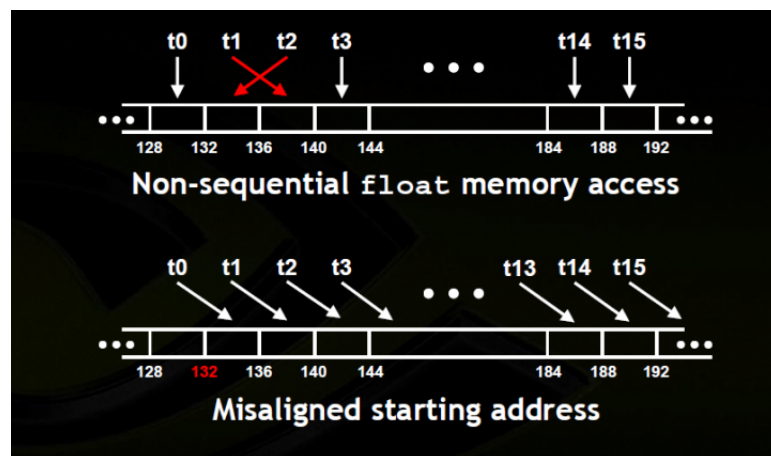 t0 t1 t2 t3 ••• t14 t15
••• •••
128 132 136 140 144 184 188 192
Non-sequential float memory access
t0 t1 t2 t3 ••• t13 t14 t15
••• •••
128 132 136 140 144 184 188 192
Misaligned starting address